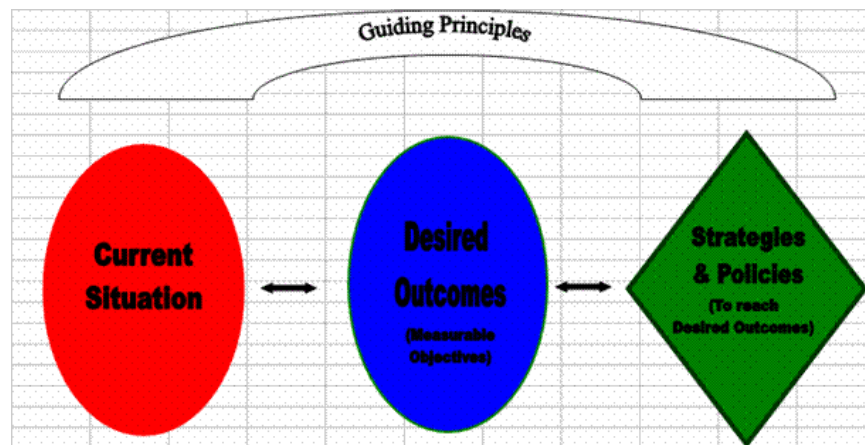 Guiding Principles
Current
Situation
Desired
Outcomes
(Measurable
Objectives)
Strategies
& Policies
(To reach
Desired Outcomes)